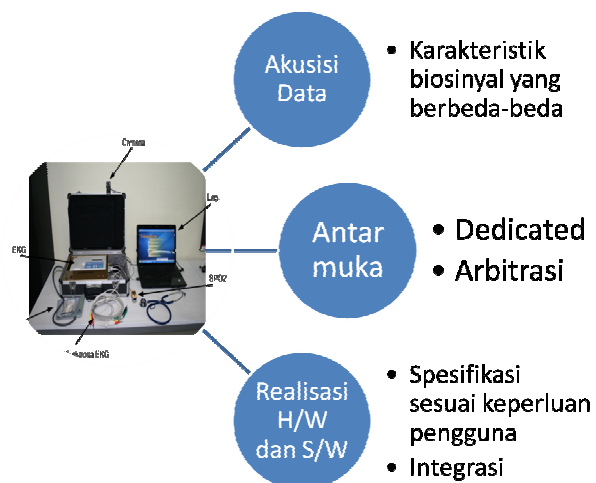 Akusisi
Data
• Karakteristik
biosinyal yang
berbeda-beda
EKG
SPO2
Antar
muka
• Dedicated
• Arbitrasi
Realisasi
H/W
dan S/W
• Spesifikasi
sesuai keperluan
pengguna
• Integrasi